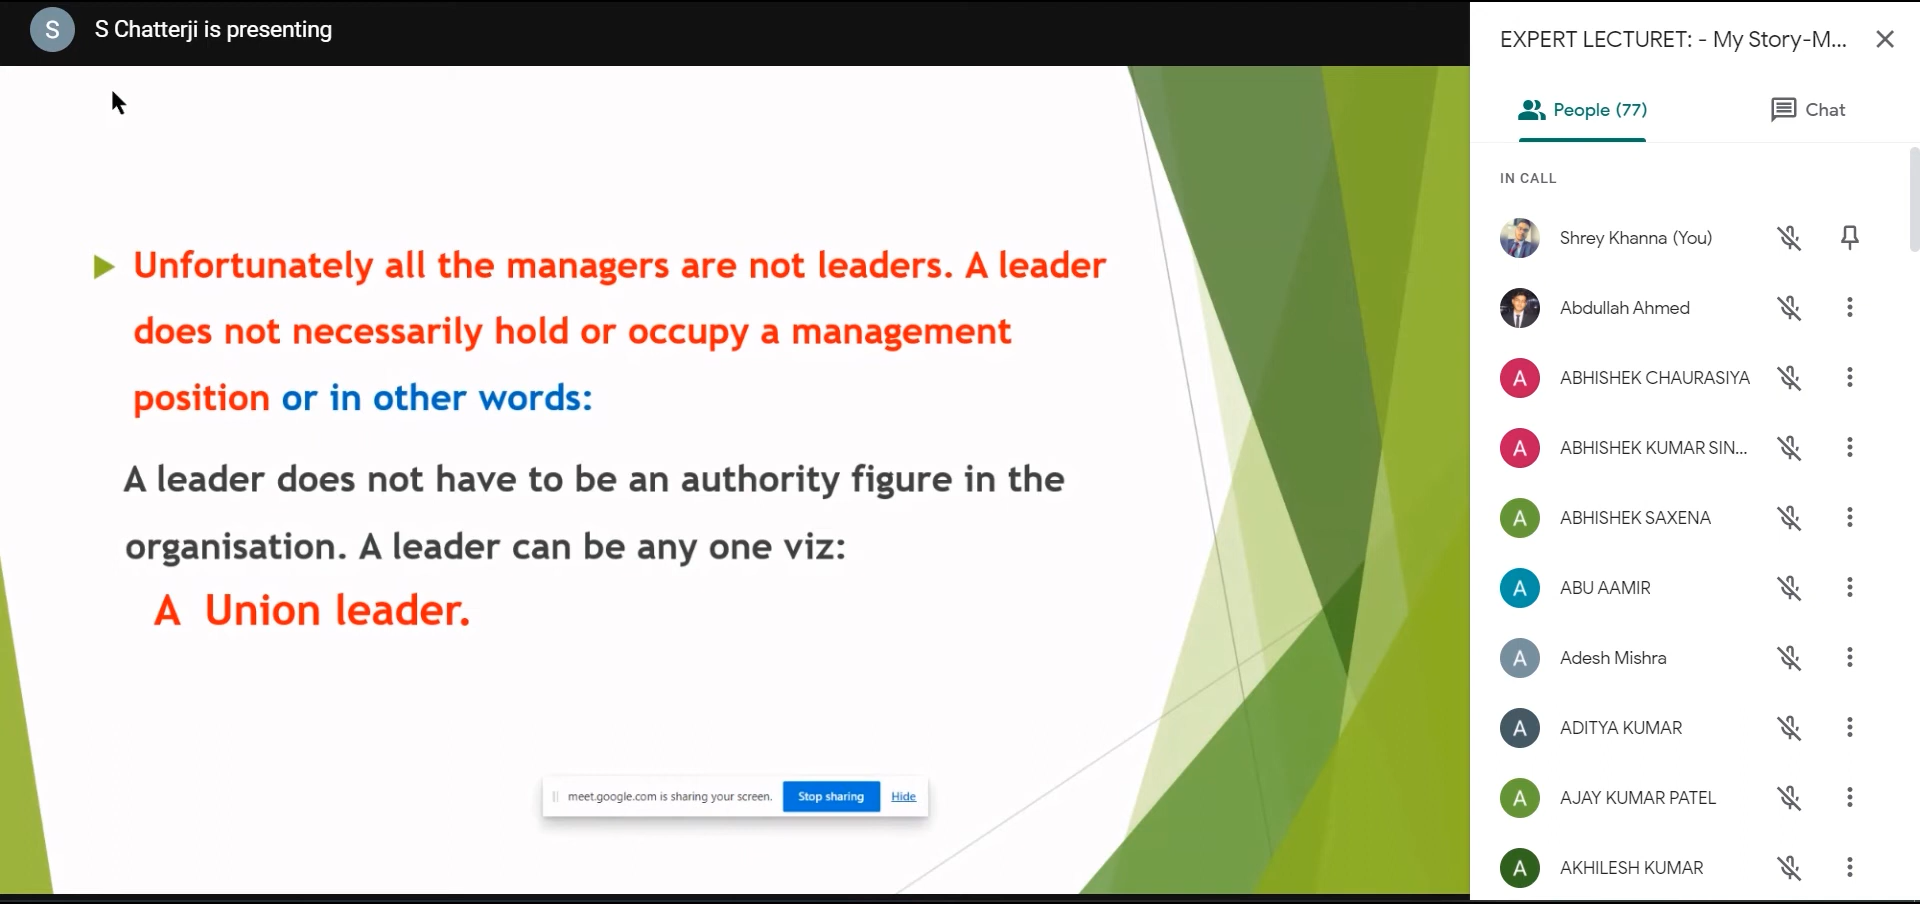 S
S Chatterji is presenting
Unfortunately all the managers are not leaders. A leader
does not necessarily hold or occupy a management
position or in other words:
A leader does not have to be an authority figure in the
organisation. A leader can be any one viz:
A Union leader.
meet.google.com is sharing your screen. Stop sharing Hide
EXPERT LECTURET: - My Story-M...
People (77) Chat
IN CALL
Shrey Khanna (You)
Abdullah Ahmed
A ABHISHEK CHAURASIYA
A ABHISHEK KUMAR SIN...
A ABHISHEK SAXENA
A ABU AAMIR
A Adesh Mishra
A ADITYA KUMAR
A AJAY KUMAR PATEL
A AKHILESH KUMAR